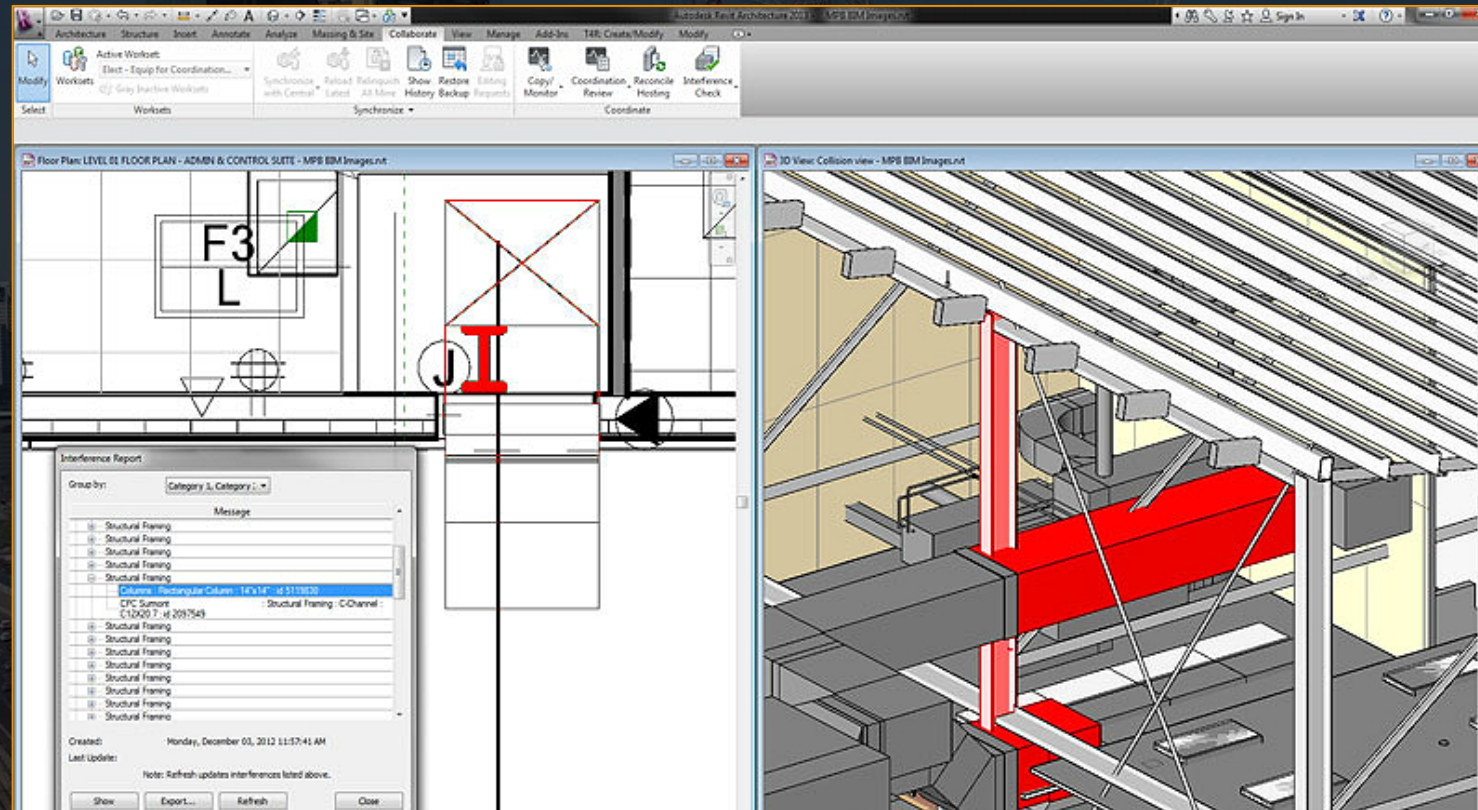 Autodesk Revit Architecture 2013 - MPB BIM Images.rvt
Sign In
Architecture Structure Insert Annotate Analyze Massing & Site Collaborate View Manage Add-Ins T4R: Create/Modify Modify
Modify
Worksets
Active Workset:
Elect - Equip for Coordination...
Gray Inactive Worksets
Synchronize with Central
Reload Latest
Relinquish All Mine
Show History
Restore Backup
Editing Requests
Copy/ Monitor
Coordination Review
Reconcile Hosting
Interference Check
Select Worksets Synchronize Coordinate
Floor Plan: LEVEL 01 FLOOR PLAN - ADMIN & CONTROL SUITE - MPB BIM Images.rvt
3D View: Collision view - MPB BIM Images.rvt
F3
L
J
Interference Report
Group by: Category 1, Category
Message
Structural Framing
Structural Framing
Structural Framing
Structural Framing
Structural Framing
Columns : Rectangular Column : 14"x14" : id 5119830
CPC Sumont : Structural Framing : C-Channel :
C12X20.7 : id 2097549
Structural Framing
Structural Framing
Structural Framing
Structural Framing
Structural Framing
Structural Framing
Structural Framing
Structural Framing
Created: Monday, December 03, 2012 11:57:41 AM
Last Update:
Note: Refresh updates interferences listed above.
Show Export... Refresh Close